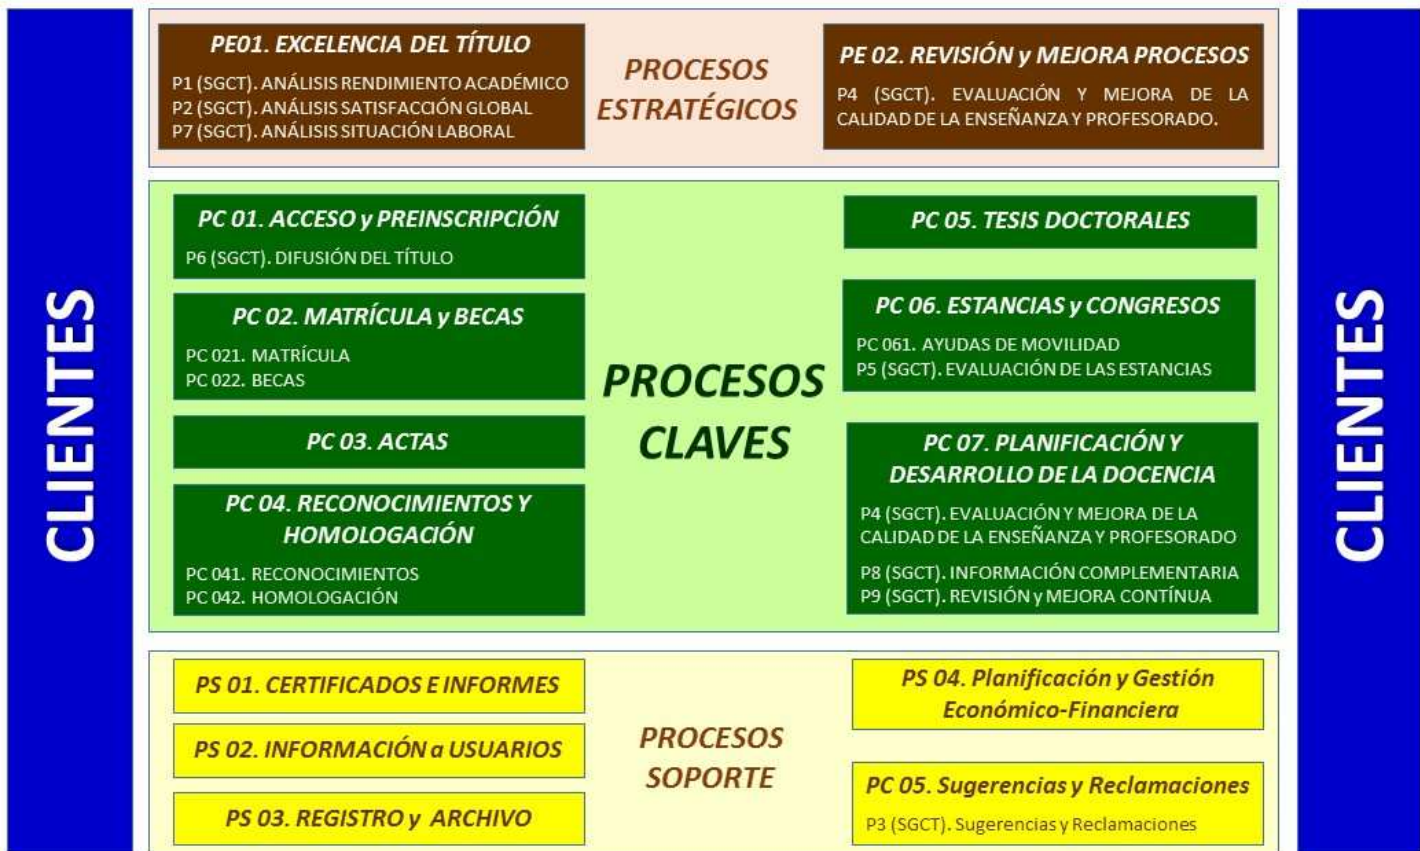 CLIENTES
PE01. EXCELENCIA DEL TÍTULO
P1 (SGCT). ANÁLISIS RENDIMIENTO ACADÉMICO
P2 (SGCT). ANÁLISIS SATISFACCIÓN GLOBAL
P7 (SGCT). ANÁLISIS SITUACIÓN LABORAL
PROCESOS
ESTRATÉGICOS
PE 02. REVISIÓN y MEJORA PROCESOS
P4 (SGCT). EVALUACIÓN Y MEJORA DE LA
CALIDAD DE LA ENSEÑANZA Y PROFESORADO.
PC 01. ACCESO y PREINSCRIPCIÓN
P6 (SGCT). DIFUSIÓN DEL TÍTULO
PC 02. MATRÍCULA y BECAS
PC 021. MATRÍCULA
PC 022. BECAS
PC 03. ACTAS
PC 04. RECONOCIMIENTOS Y
HOMOLOGACIÓN
PC 041. RECONOCIMIENTOS
PC 042. HOMOLOGACIÓN
PROCESOS
CLAVES
PC 05. TESIS DOCTORALES
PC 06. ESTANCIAS y CONGRESOS
PC 061. AYUDAS DE MOVILIDAD
P5 (SGCT). EVALUACIÓN DE LAS ESTANCIAS
PC 07. PLANIFICACIÓN Y
DESARROLLO DE LA DOCENCIA
P4 (SGCT). EVALUACIÓN Y MEJORA DE LA
CALIDAD DE LA ENSEÑANZA Y PROFESORADO
P8 (SGCT). INFORMACIÓN COMPLEMENTARIA
P9 (SGCT). REVISIÓN y MEJORA CONTÍNUA
PS 01. CERTIFICADOS E INFORMES
PS 02. INFORMACIÓN a USUARIOS
PS 03. REGISTRO y ARCHIVO
PROCESOS
SOPORTE
PS 04. Planificación y Gestión
Económico-Financiera
PC 05. Sugerencias y Reclamaciones
P3 (SGCT). Sugerencias y Reclamaciones
CLIENTES